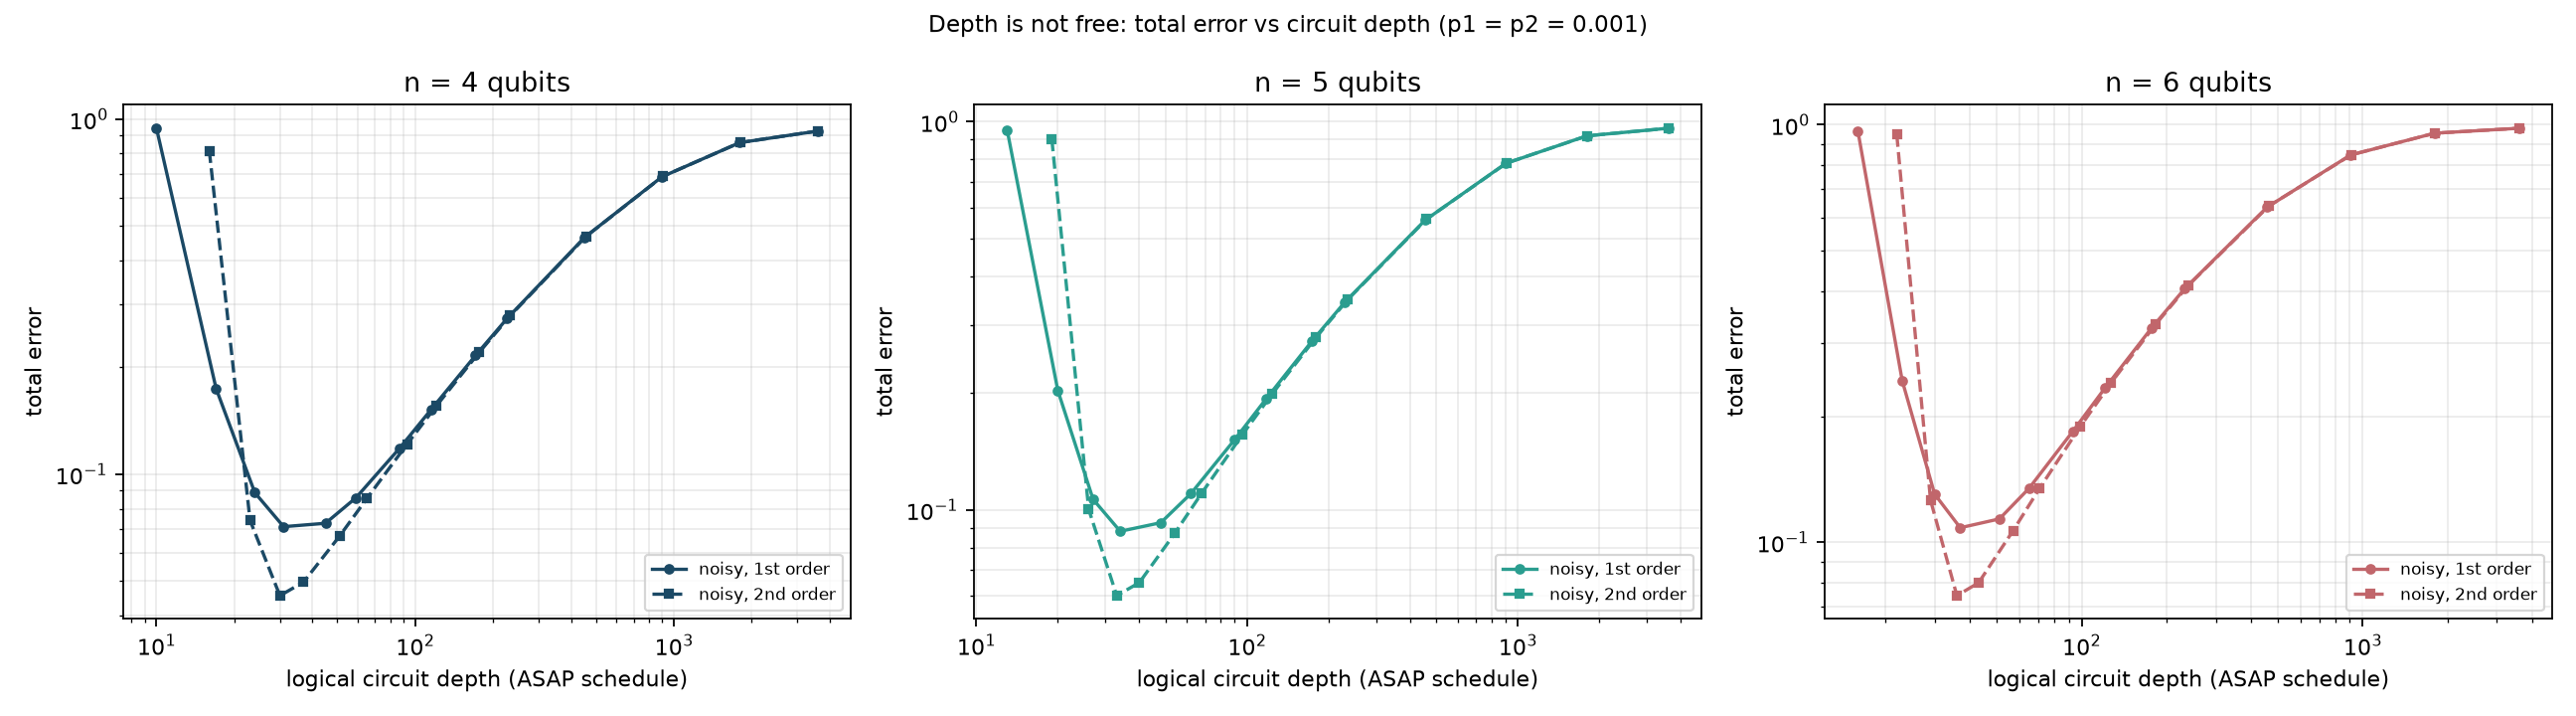 Depth is not free: total error vs circuit depth (p1 = p2 = 0.001)
n = 4 qubits
total error
10⁰
10⁻¹
10¹ 10² 10³
logical circuit depth (ASAP schedule)
noisy, 1st order
noisy, 2nd order
n = 5 qubits
total error
10⁰
10⁻¹
10¹ 10² 10³
logical circuit depth (ASAP schedule)
noisy, 1st order
noisy, 2nd order
n = 6 qubits
total error
10⁰
10⁻¹
10² 10³
logical circuit depth (ASAP schedule)
noisy, 1st order
noisy, 2nd order